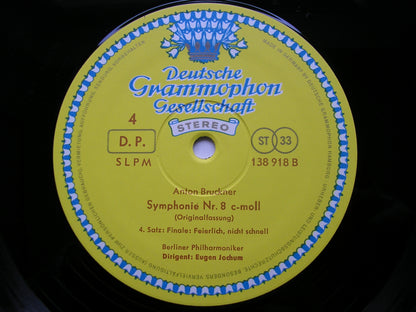 Deutsche
Grammophon
Gesellschaft
STEREO
4
D. P.
SLPM
ST 33
138 918 B
Anton Bruckner
Symphonie Nr. 8 c-moll
(Originalfassung)
4. Satz: Finale: Feierlich, nicht schnell
Berliner Philharmoniker
Dirigent: Eugen Jochum